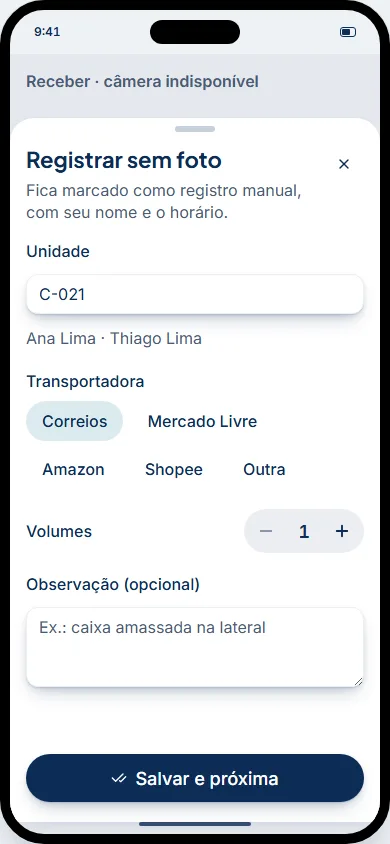 9:41
Receber · câmera indisponível
Registrar sem foto
Fica marcado como registro manual,
com seu nome e o horário.
Unidade
C-021
Ana Lima · Thiago Lima
Transportadora
Correios Mercado Livre
Amazon Shopee Outra
Volumes − 1 +
Observação (opcional)
Ex.: caixa amassada na lateral
Salvar e próxima